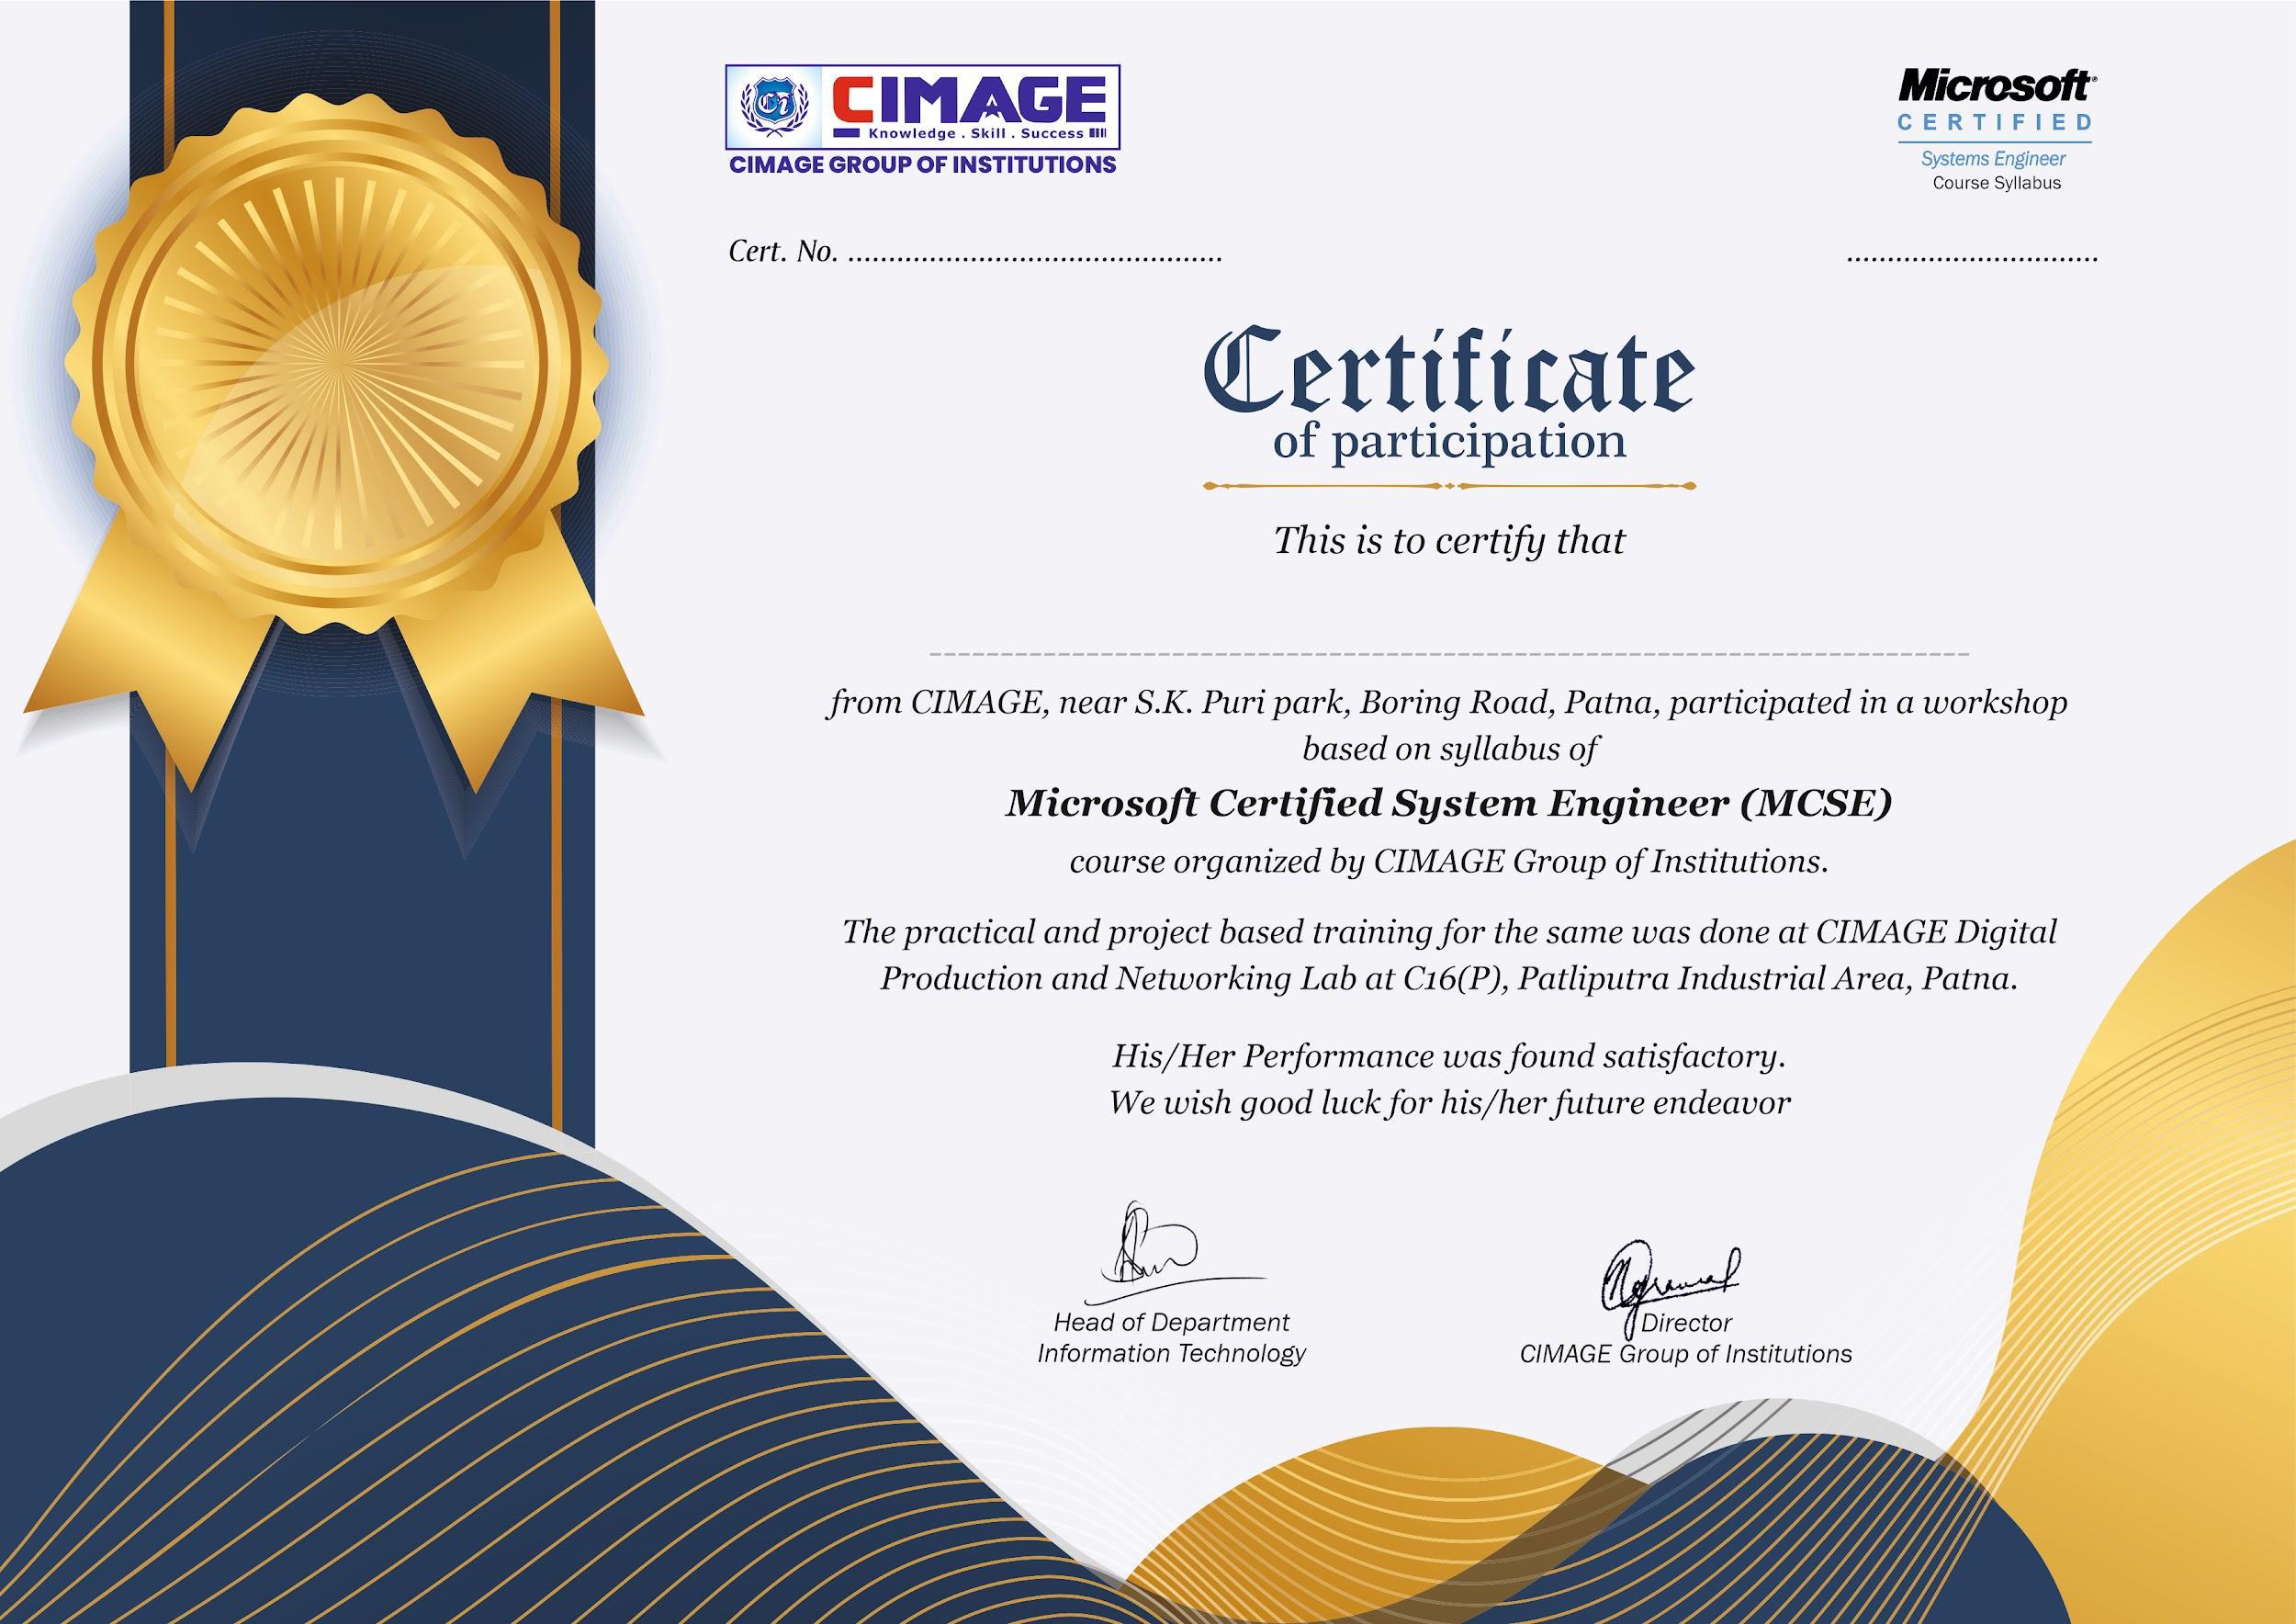 CIMAGE
Knowledge . Skill . Success
CIMAGE GROUP OF INSTITUTIONS
Microsoft®
CERTIFIED
Systems Engineer
Course Syllabus
Cert. No. ..............................................
...............................
Certificate
of participation
This is to certify that
from CIMAGE, near S.K. Puri park, Boring Road, Patna, participated in a workshop
based on syllabus of
Microsoft Certified System Engineer (MCSE)
course organized by CIMAGE Group of Institutions.
The practical and project based training for the same was done at CIMAGE Digital
Production and Networking Lab at C16(P), Patliputra Industrial Area, Patna.
His/Her Performance was found satisfactory.
We wish good luck for his/her future endeavor
Head of Department
Information Technology
Director
CIMAGE Group of Institutions